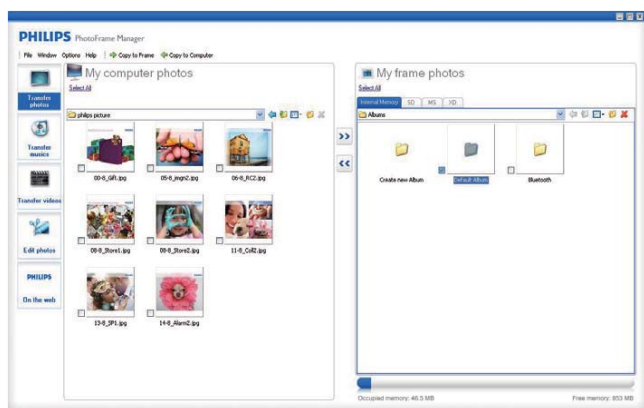 PHILIPS PhotoFrame Manager
File Window Options Help Copy to Frame Copy to Computer
Transfer photos
Transfer musics
Transfer videos
Edit photos
PHILIPS
On the web
My computer photos
Select All
philips picture
00-8_Gift.jpg 05-8_imgn2.jpg 06-8_RC2.jpg
08-8_Store1.jpg 09-8_Store2.jpg 11-8_Coll2.jpg
13-8_SP1.jpg 14-8_Alarm2.jpg
>>
<<
My frame photos
Select All
Internal Memory SD MS XD
Albums
Create new Album Default Album Bluetooth
Occupied memory: 46.5 MB Free memory: 853 MB